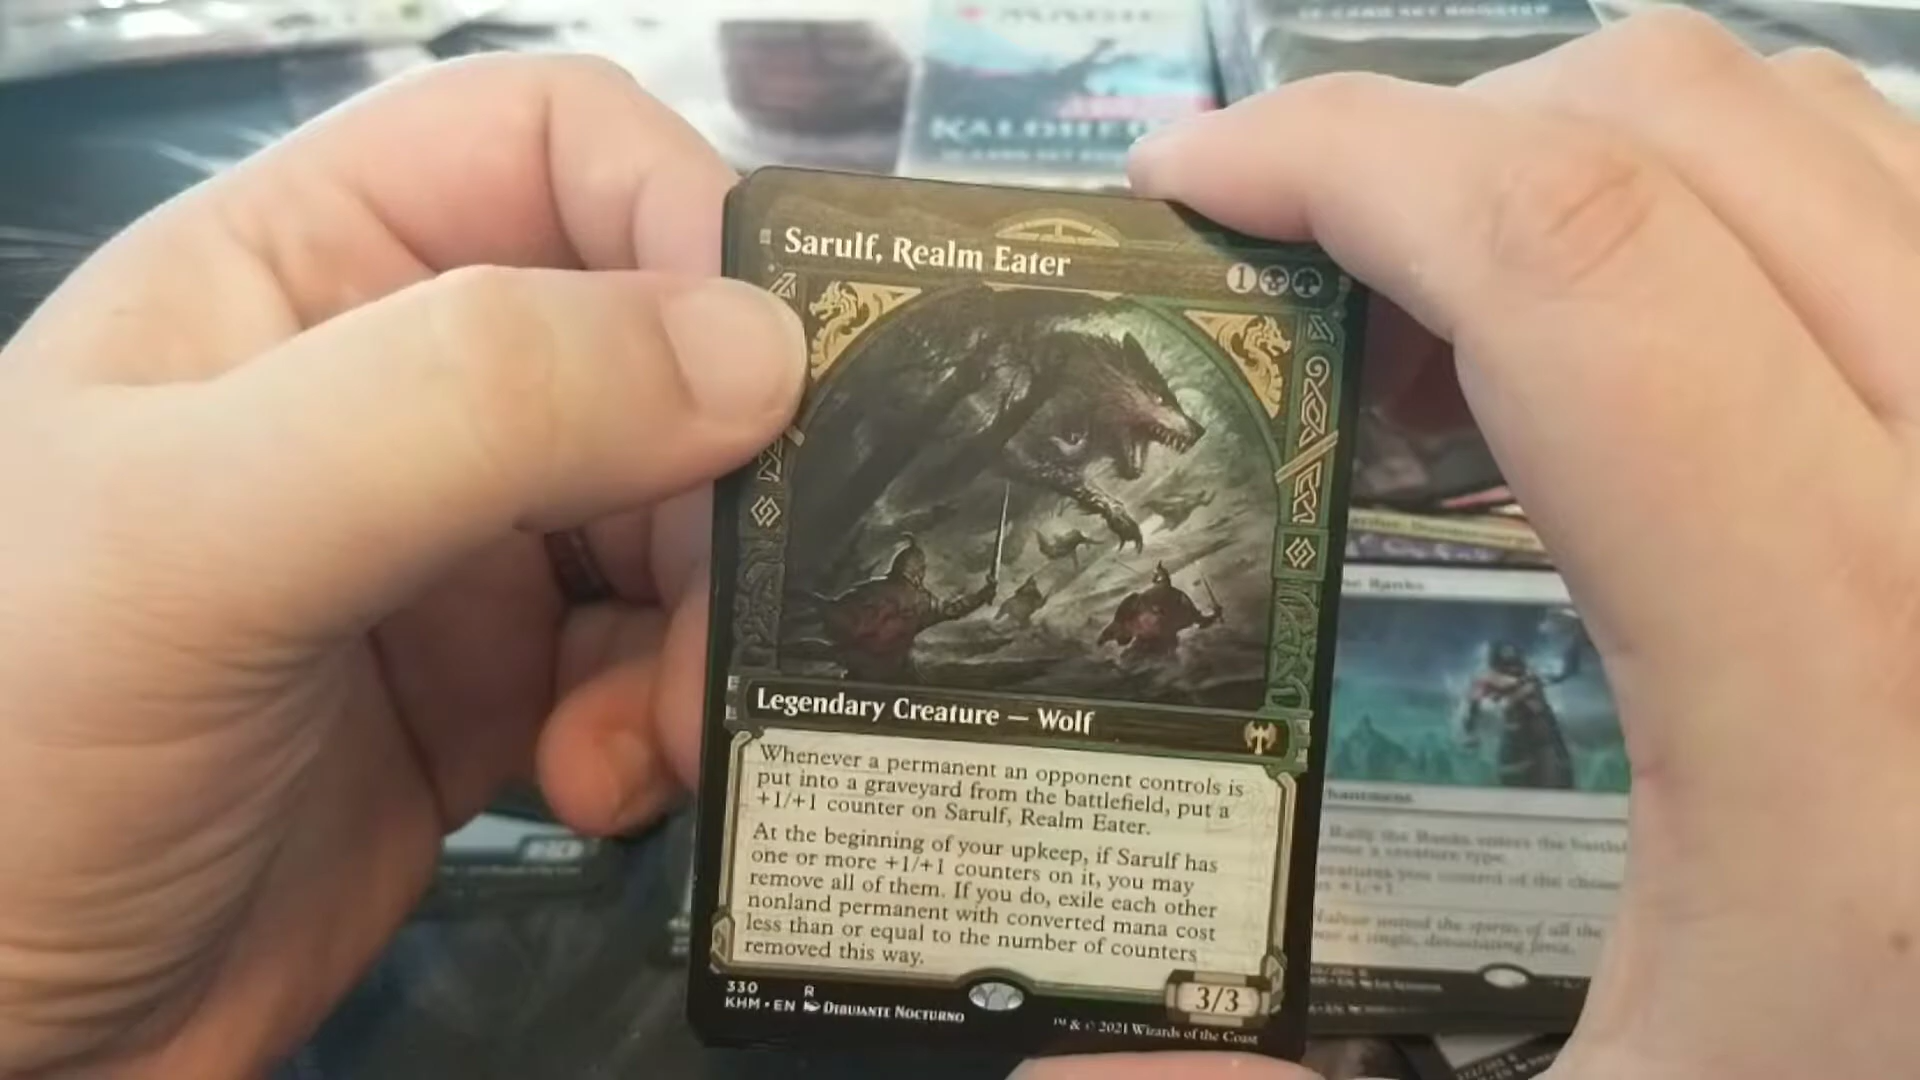 KALDHEIM
Sarulf, Realm Eater
1
Legendary Creature — Wolf
Whenever a permanent an opponent controls is
put into a graveyard from the battlefield, put a
+1/+1 counter on Sarulf, Realm Eater.
At the beginning of your upkeep, if Sarulf has
one or more +1/+1 counters on it, you may
remove all of them. If you do, exile each other
nonland permanent with converted mana cost
less than or equal to the number of counters
removed this way.
3/3
330 R
KHM • EN DIBUJANTE NOCTURNO
™ & © 2021 Wizards of the Coast
the Ranks